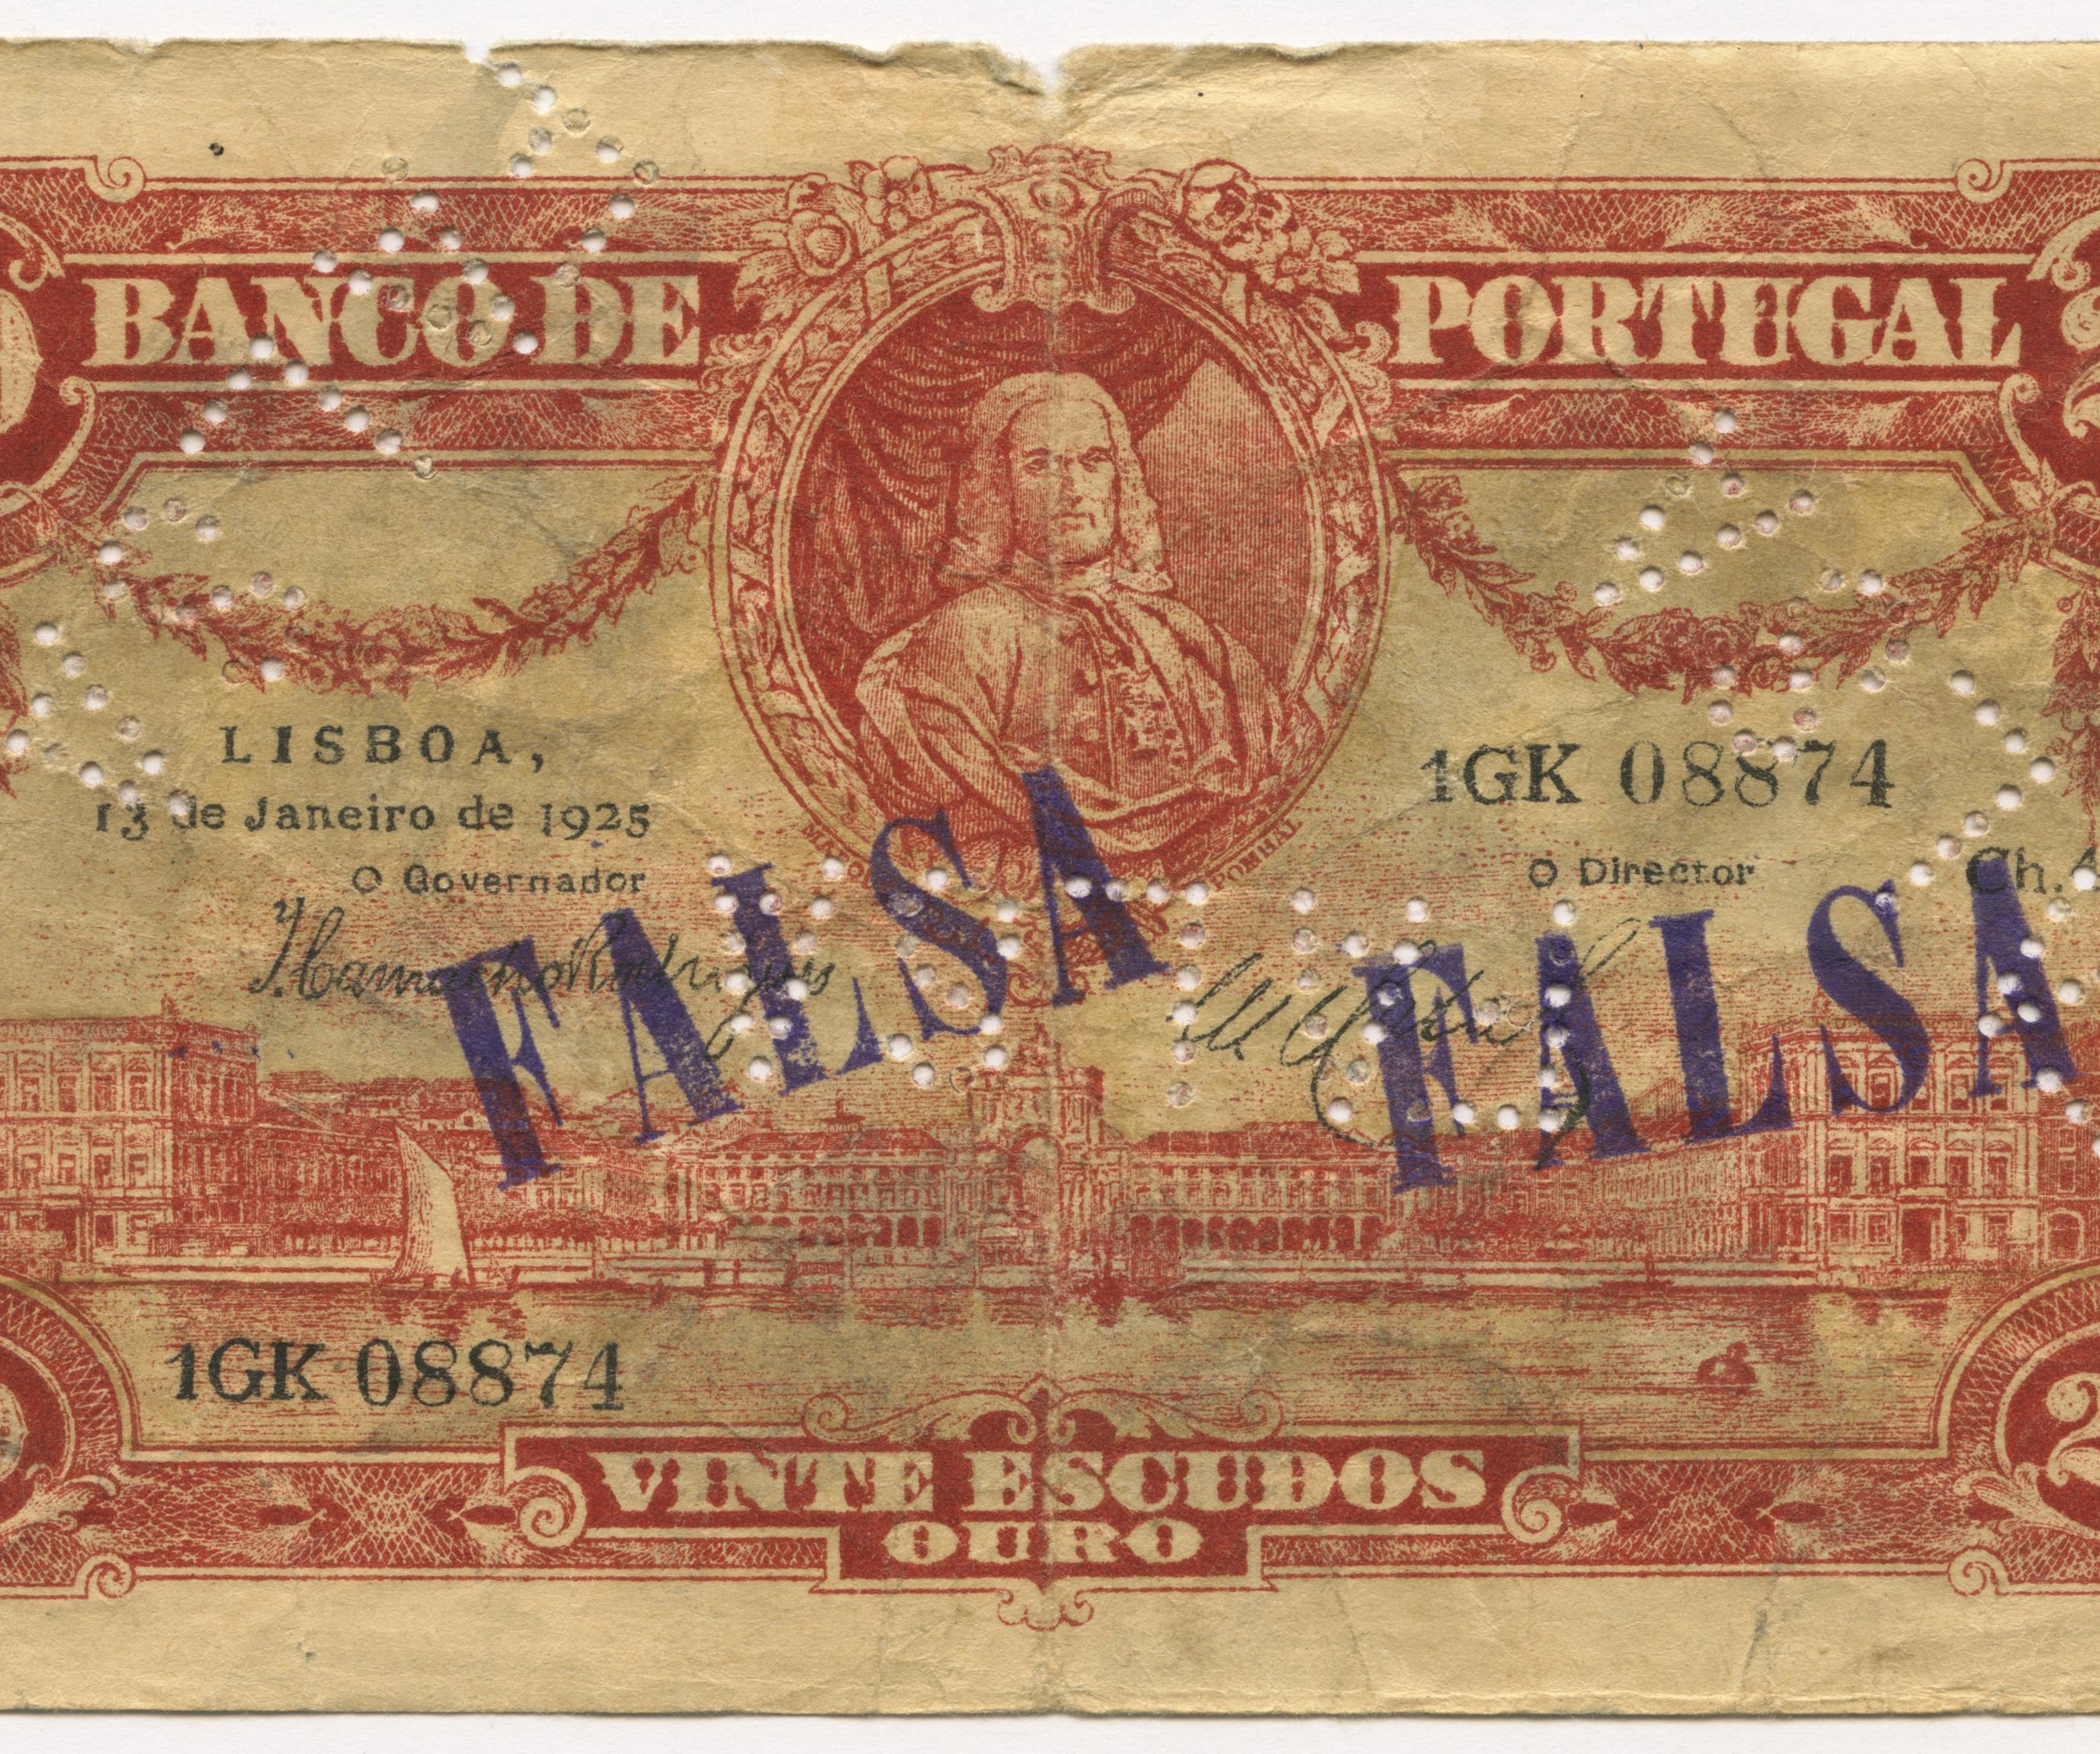 BANCO DE PORTUGAL
LISBOA,
13 de Janeiro de 1925
O Governador
1GK 08874
O Director
Ch.
FALSA
FALSA
1GK 08874
VINTE ESCUDOS
OURO